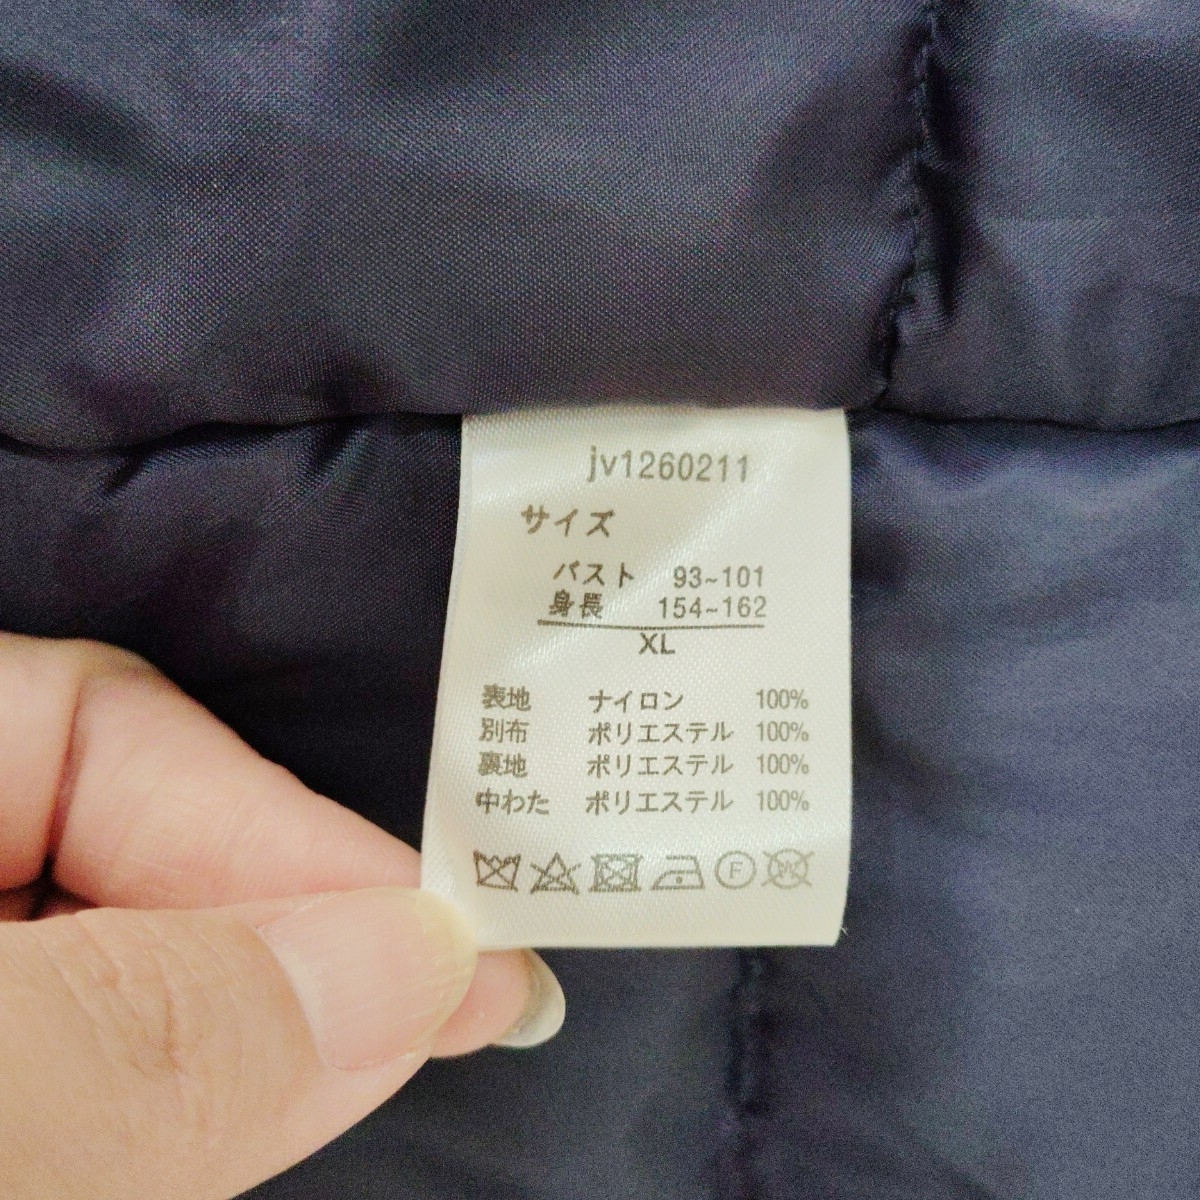 jv1260211
サイズ
バスト 93~101
身長 154~162
XL
表地 ナイロン 100%
別布 ポリエステル 100%
裏地 ポリエステル 100%
中わた ポリエステル 100%
F W